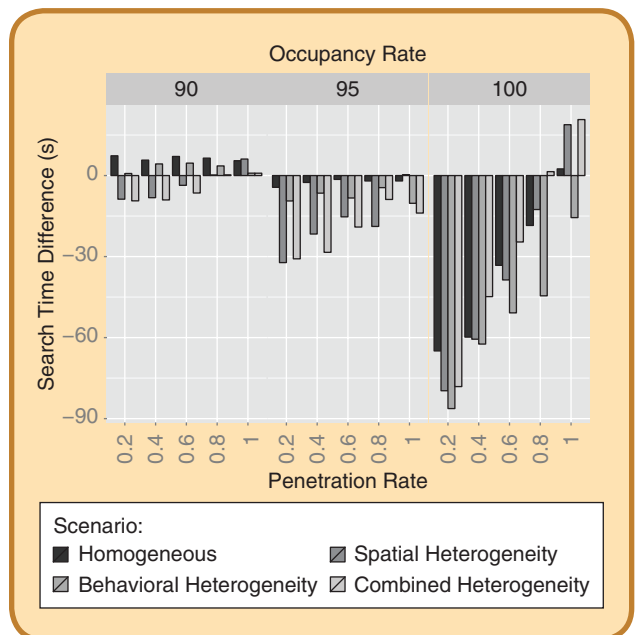 Occupancy Rate
90 95 100
Search Time Difference (s)
0
−30
−60
−90
0.2 0.4 0.6 0.8 1 0.2 0.4 0.6 0.8 1 0.2 0.4 0.6 0.8 1
Penetration Rate
Scenario:
Homogeneous Spatial Heterogeneity
Behavioral Heterogeneity Combined Heterogeneity